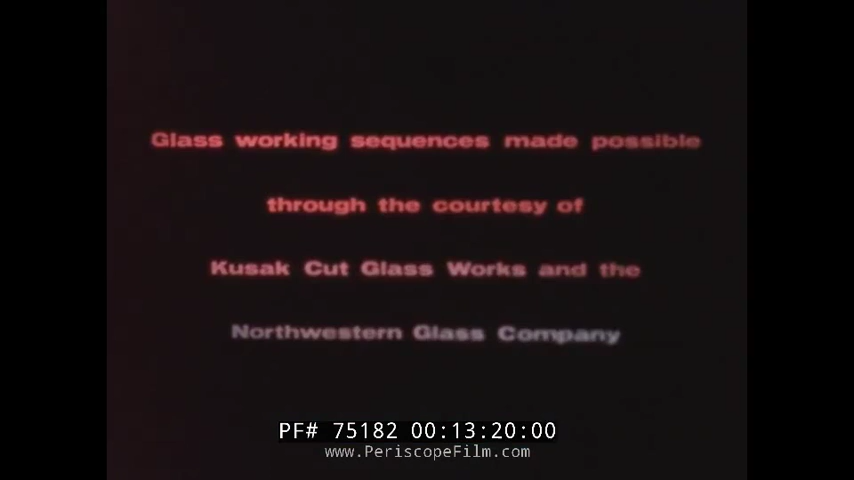 Glass working sequences made possible
through the courtesy of
Kusak Cut Glass Works and the
Northwestern Glass Company
PF# 75182 00:13:20:00
www.PeriscopeFilm.com